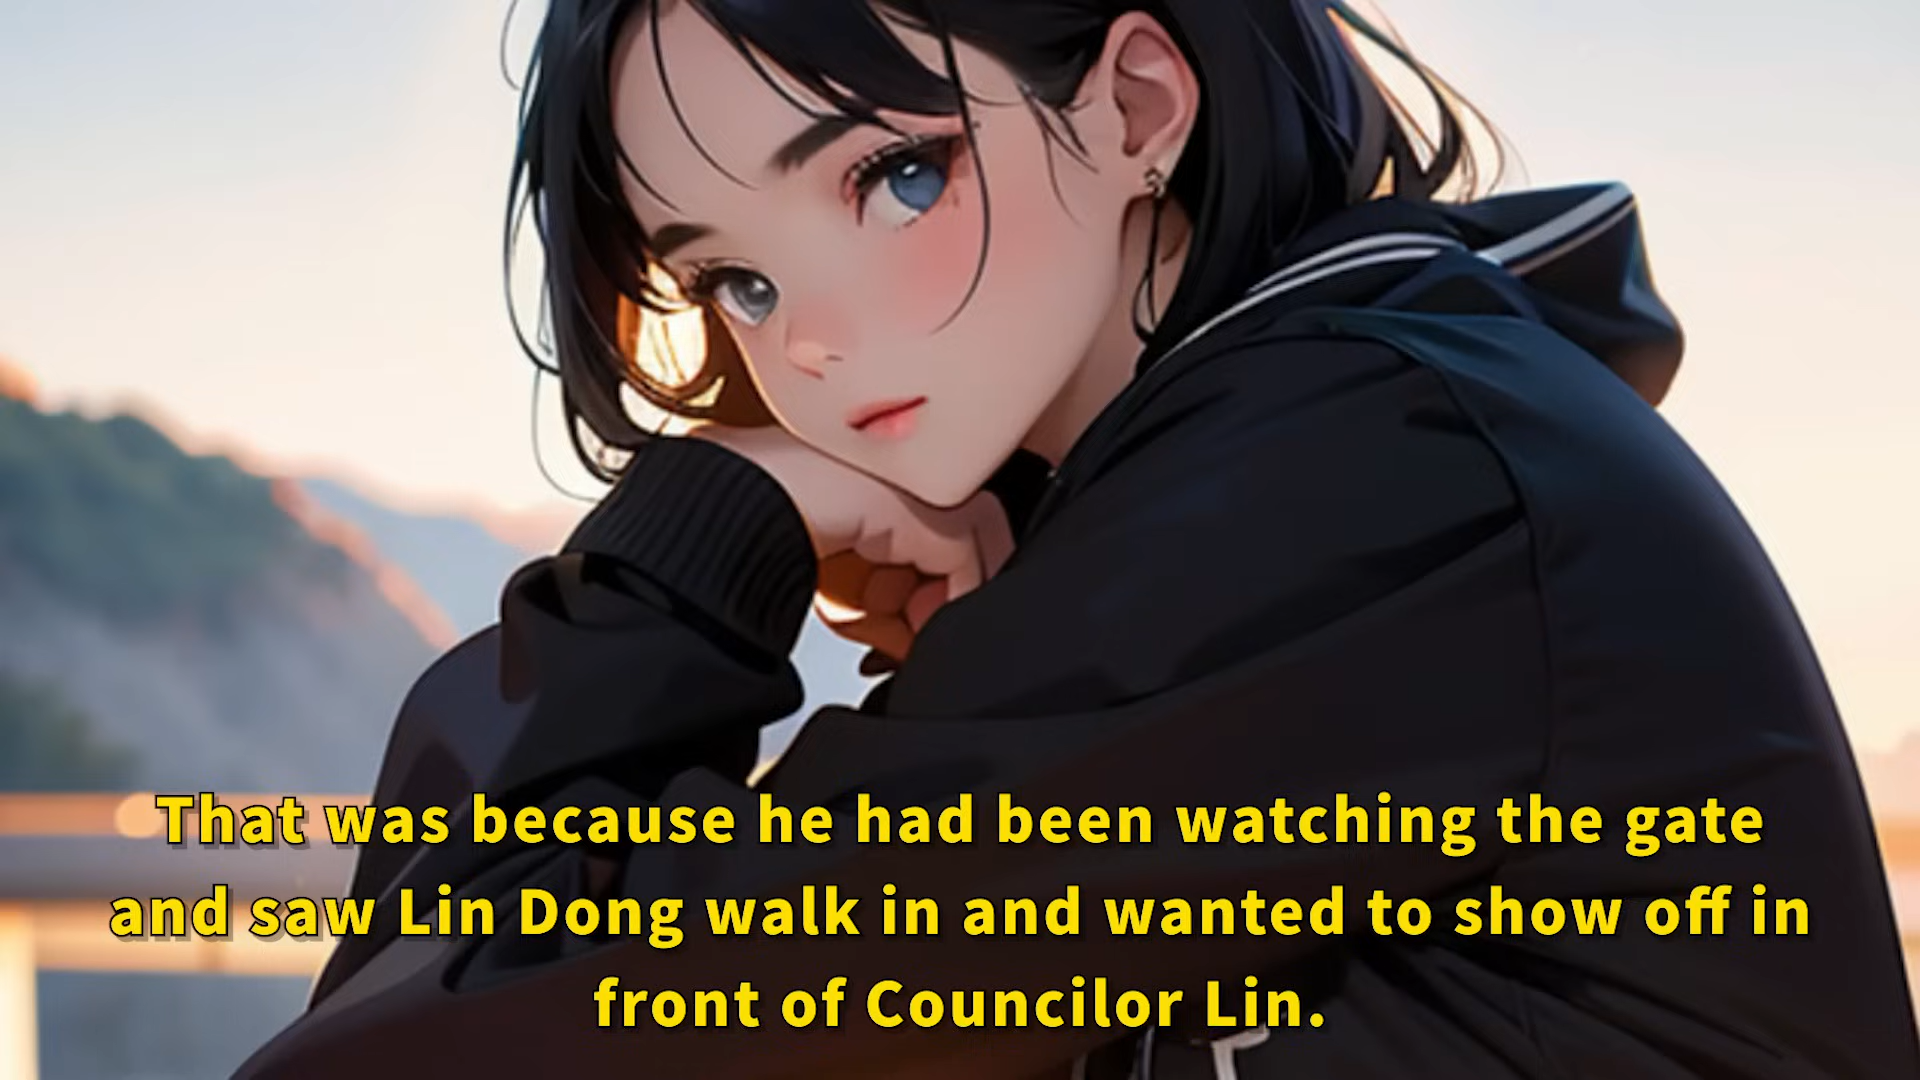 That was because he had been watching the gate
and saw Lin Dong walk in and wanted to show off in
front of Councilor Lin.